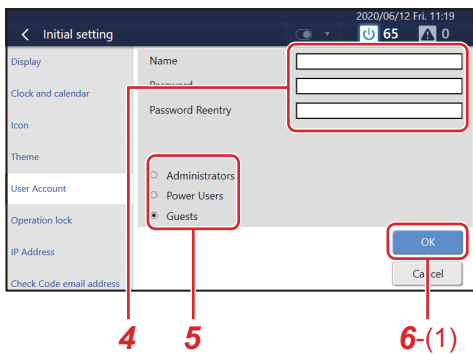 2020/06/12 Fri. 11:19
Initial setting
65
0
Display
Clock and calendar
Icon
Theme
User Account
Operation lock
IP Address
Check Code email address
Name
Password
Password Reentry
Administrators
Power Users
Guests
OK
Cancel
4
5
6-(1)